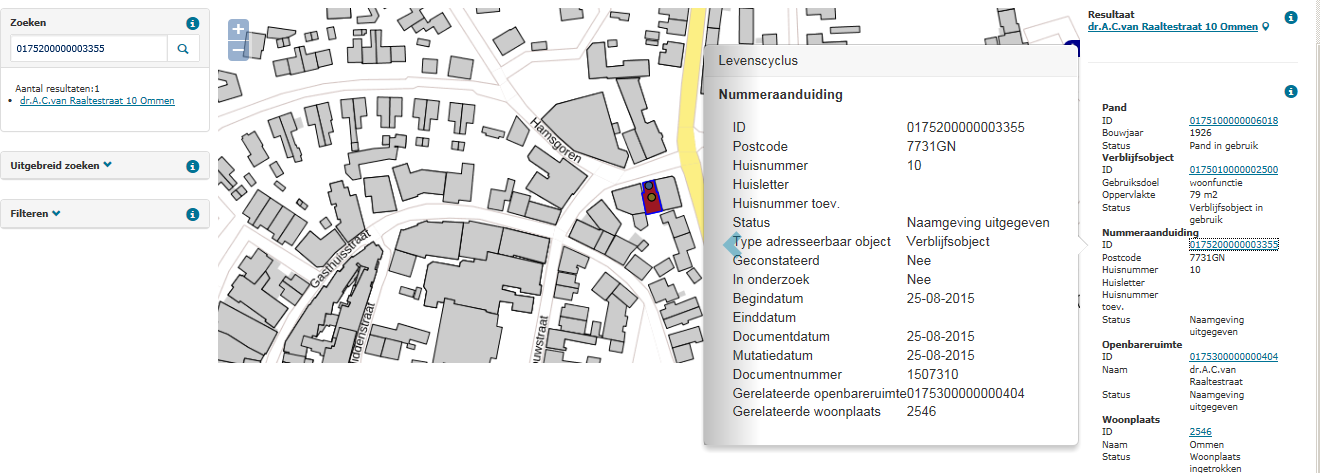 Zoeken
0175200000003355
Aantal resultaten:1
dr.A.C.van Raaltestraat 10 Ommen
Uitgebreid zoeken
Filteren
+
−
Hamsgoren
Gasthuisstraat
iddenstraat
uwstraat
Levenscyclus
Nummeraanduiding
ID 0175200000003355
Postcode 7731GN
Huisnummer 10
Huisletter
Huisnummer toev.
Status Naamgeving uitgegeven
Type adresseerbaar object Verblijfsobject
Geconstateerd Nee
In onderzoek Nee
Begindatum 25-08-2015
Einddatum
Documentdatum 25-08-2015
Mutatiedatum 25-08-2015
Documentnummer 1507310
Gerelateerde openbareruimte0175300000000404
Gerelateerde woonplaats 2546
Resultaat
dr.A.C.van Raaltestraat 10 Ommen
Pand
ID 0175100000006018
Bouwjaar 1926
Status Pand in gebruik
Verblijfsobject
ID 0175010000002500
Gebruiksdoel woonfunctie
Oppervlakte 79 m2
Status Verblijfsobject in
gebruik
Nummeraanduiding
ID 0175200000003355
Postcode 7731GN
Huisnummer 10
Huisletter
Huisnummer
toev.
Status Naamgeving
uitgegeven
Openbareruimte
ID 0175300000000404
Naam dr.A.C.van
Raaltestraat
Status Naamgeving
uitgegeven
Woonplaats
ID 2546
Naam Ommen
Status Woonplaats
ingetrokken